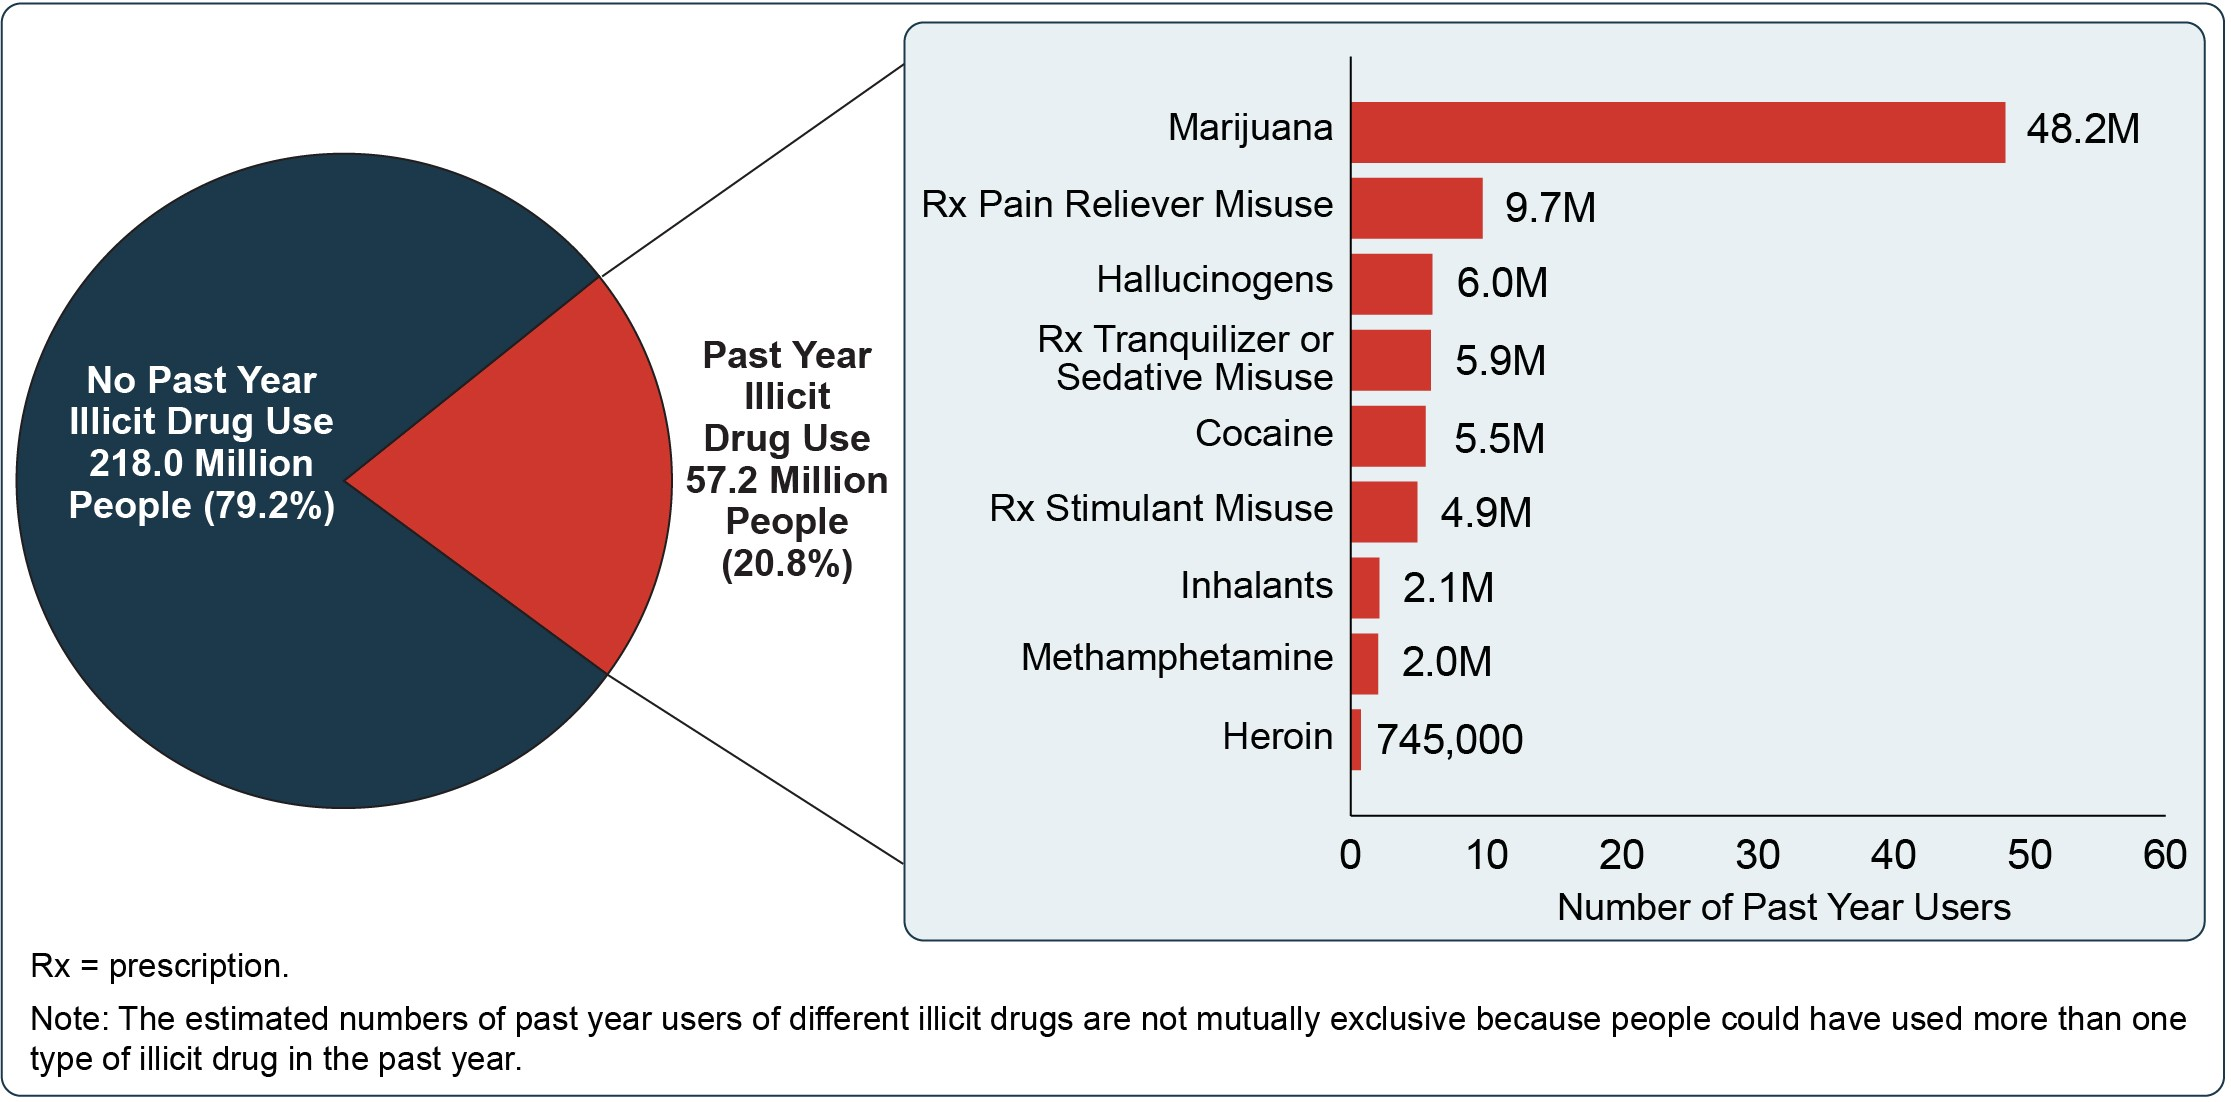 No Past Year
Illicit Drug Use
218.0 Million
People (79.2%)
Past Year
Illicit
Drug Use
57.2 Million
People
(20.8%)
Marijuana
48.2M
Rx Pain Reliever Misuse
9.7M
Hallucinogens
6.0M
Rx Tranquilizer or
Sedative Misuse
5.9M
Cocaine
5.5M
Rx Stimulant Misuse
4.9M
Inhalants
2.1M
Methamphetamine
2.0M
Heroin
745,000
0 10 20 30 40 50 60
Number of Past Year Users
Rx = prescription.
Note: The estimated numbers of past year users of different illicit drugs are not mutually exclusive because people could have used more than one
type of illicit drug in the past year.